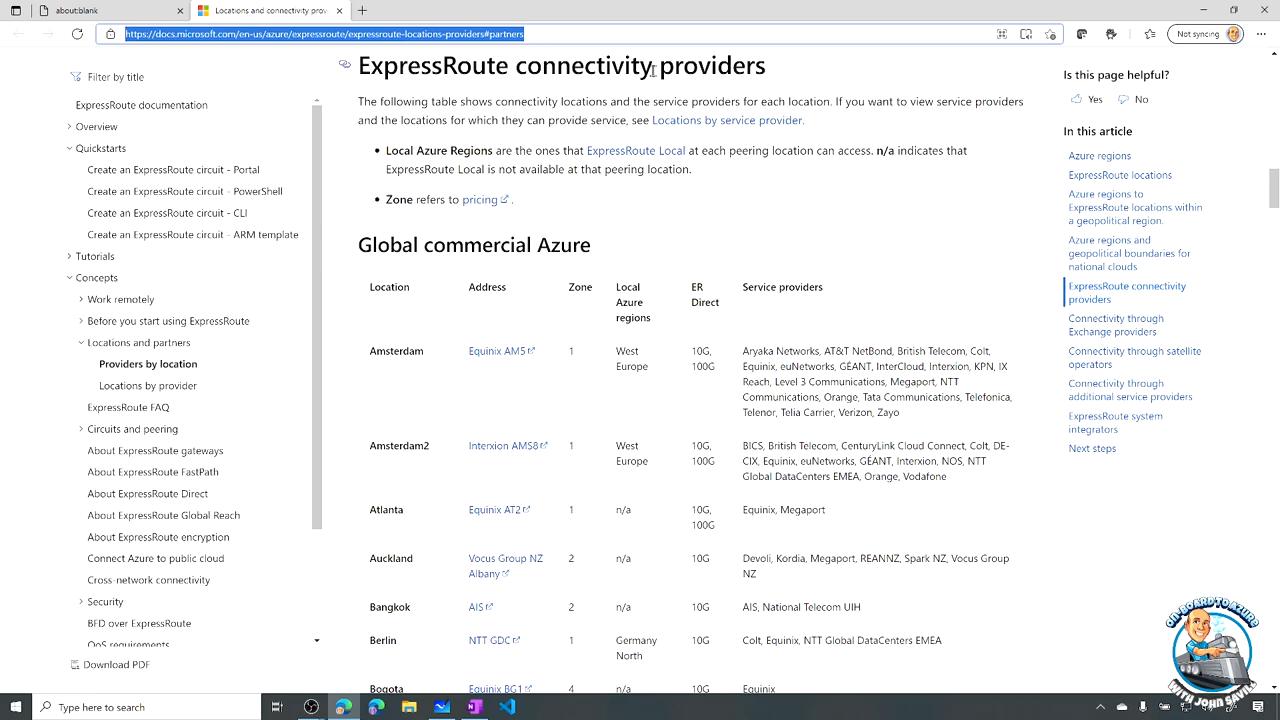 about:blank
Locations and connectivity prov
https://docs.microsoft.com/en-us/azure/expressroute/expressroute-locations-providers#partners
Not syncing
Filter by title
ExpressRoute documentation
Overview
Quickstarts
Create an ExpressRoute circuit - Portal
Create an ExpressRoute circuit - PowerShell
Create an ExpressRoute circuit - CLI
Create an ExpressRoute circuit - ARM template
Tutorials
Concepts
Work remotely
Before you start using ExpressRoute
Locations and partners
Providers by location
Locations by provider
ExpressRoute FAQ
Circuits and peering
About ExpressRoute gateways
About ExpressRoute FastPath
About ExpressRoute Direct
About ExpressRoute Global Reach
About ExpressRoute encryption
Connect Azure to public cloud
Cross-network connectivity
Security
BFD over ExpressRoute
QoS requirements
Download PDF
ExpressRoute connectivity providers
The following table shows connectivity locations and the service providers for each location. If you want to view service providers
and the locations for which they can provide service, see Locations by service provider.
• Local Azure Regions are the ones that ExpressRoute Local at each peering location can access. n/a indicates that
ExpressRoute Local is not available at that peering location.
• Zone refers to pricing .
Global commercial Azure
Location Address Zone Local ER Service providers
Azure Direct
regions
Amsterdam Equinix AM5 1 West 10G, Aryaka Networks, AT&T NetBond, British Telecom, Colt,
Europe 100G Equinix, euNetworks, GÉANT, InterCloud, Interxion, KPN, IX
Reach, Level 3 Communications, Megaport, NTT
Communications, Orange, Tata Communications, Telefonica,
Telenor, Telia Carrier, Verizon, Zayo
Amsterdam2 Interxion AMS8 1 West 10G, BICS, British Telecom, CenturyLink Cloud Connect, Colt, DE-
Europe 100G CIX, Equinix, euNetworks, GÉANT, Interxion, NOS, NTT
Global DataCenters EMEA, Orange, Vodafone
Atlanta Equinix AT2 1 n/a 10G, Equinix, Megaport
100G
Auckland Vocus Group NZ 2 n/a 10G Devoli, Kordia, Megaport, REANNZ, Spark NZ, Vocus Group
Albany NZ
Bangkok AIS 2 n/a 10G AIS, National Telecom UIH
Berlin NTT GDC 1 Germany 10G Colt, Equinix, NTT Global DataCenters EMEA
North
Bogota Equinix BG1 4 n/a 10G Equinix
Is this page helpful?
Yes No
In this article
Azure regions
ExpressRoute locations
Azure regions to
ExpressRoute locations within
a geopolitical region.
Azure regions and
geopolitical boundaries for
national clouds
ExpressRoute connectivity
providers
Connectivity through
Exchange providers
Connectivity through satellite
operators
Connectivity through
additional service providers
ExpressRoute system
integrators
Next steps
ON-BOARD TO AZURE
WITH JOHN SAVILL
Type here to search